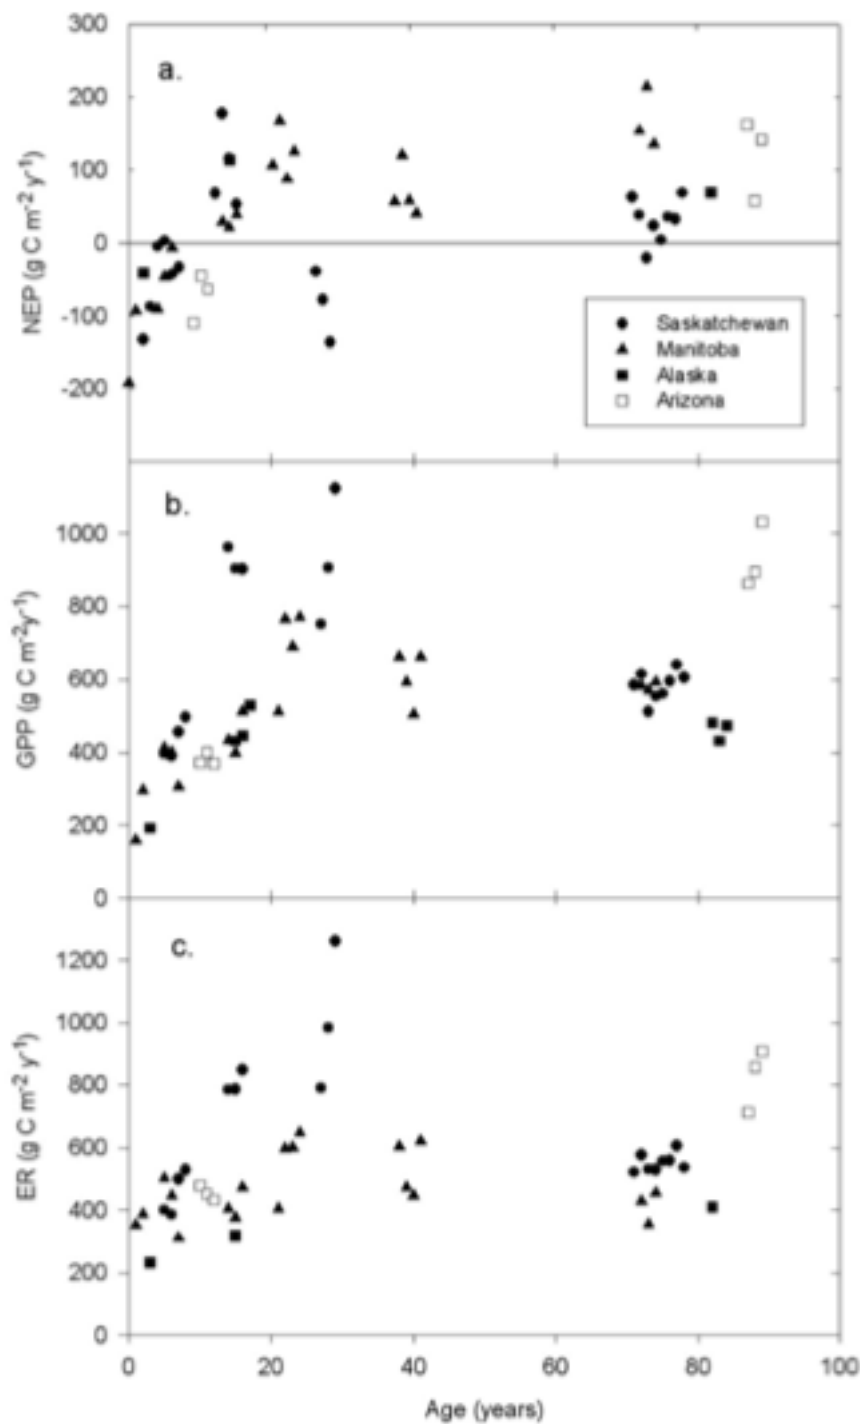 300
a.
200
100
0
-100
-200
NEP (g C m⁻² y⁻¹)
Saskatchewan
Manitoba
Alaska
Arizona
b.
1000
800
600
400
200
0
GPP (g C m⁻²y⁻¹)
c.
1200
1000
800
600
400
200
0
ER (g C m⁻² y⁻¹)
0 20 40 60 80 100
Age (years)